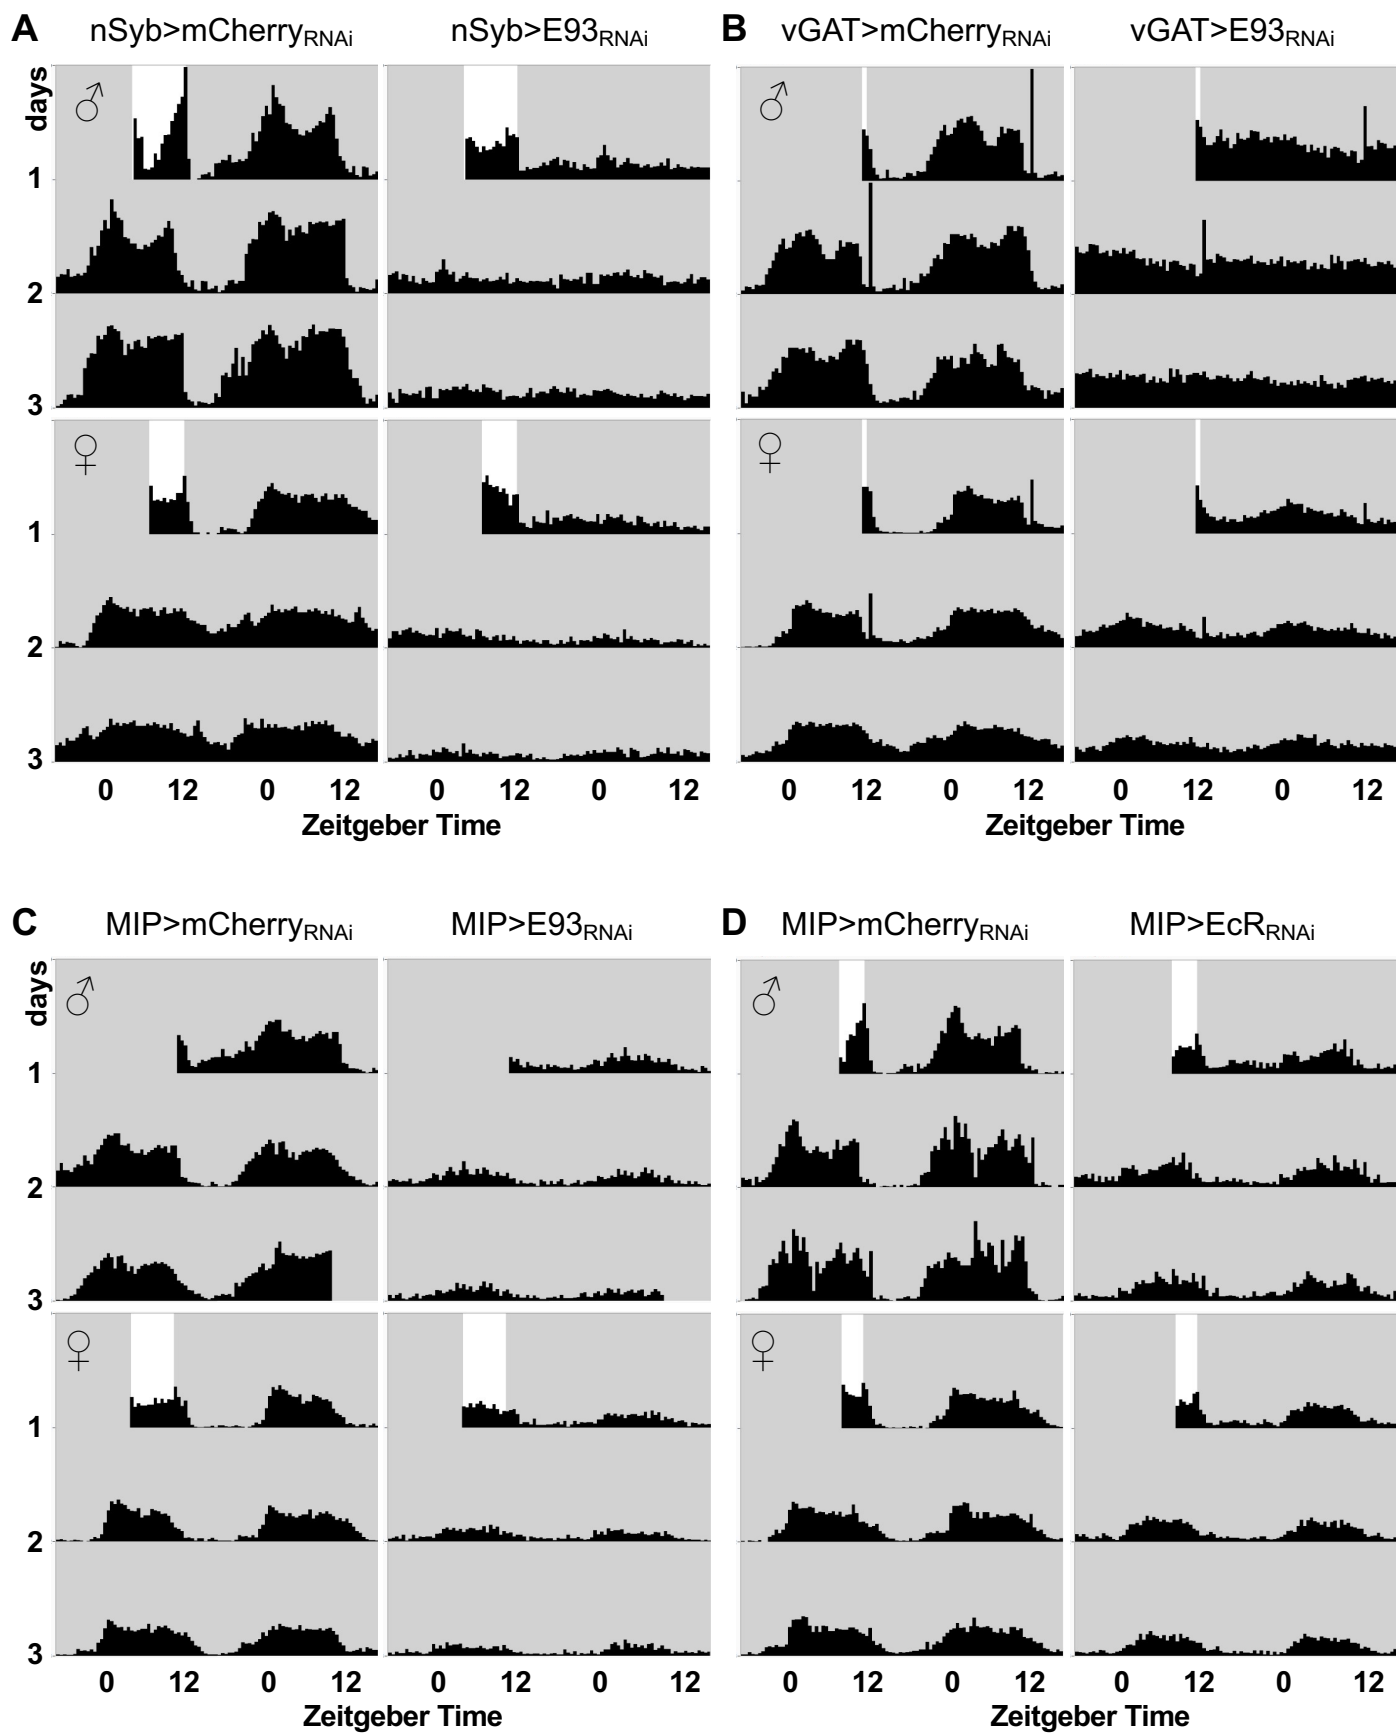 A nSyb>mCherryRNAi nSyb>E93RNAi B vGAT>mCherryRNAi vGAT>E93RNAi
days
♂ ♂
1
2
3
♀ ♀
1
2
3
0 12 0 12 0 12 0 12 0 12 0 12 0 12 0 12
Zeitgeber Time Zeitgeber Time
C MIP>mCherryRNAi MIP>E93RNAi D MIP>mCherryRNAi MIP>EcRRNAi
days
♂ ♂
1
2
3
♀ ♀
1
2
3
0 12 0 12 0 12 0 12 0 12 0 12 0 12 0 12
Zeitgeber Time Zeitgeber Time